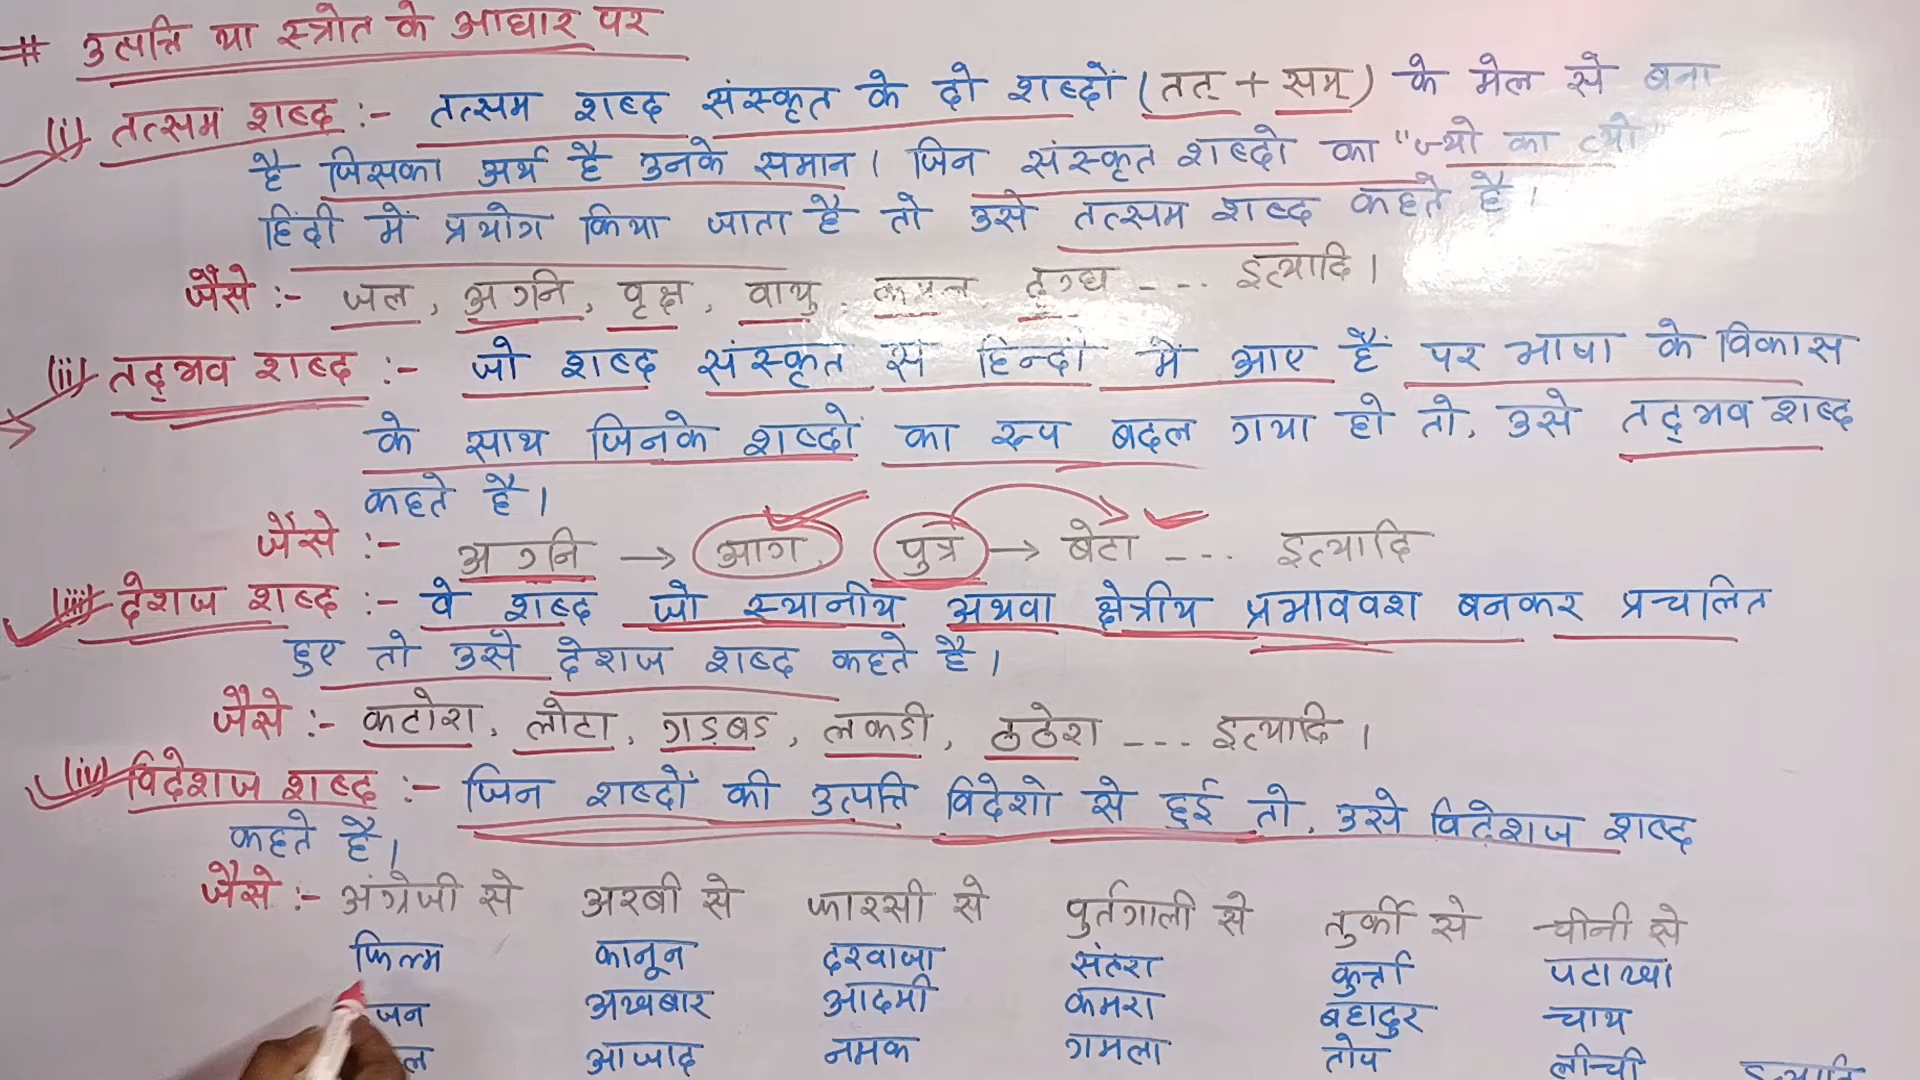 # उत्पत्ति या स्त्रोत के आधार पर
(i) तत्सम शब्द :- तत्सम शब्द संस्कृत के दो शब्दों (तत् + सम्) के मेल से बना
है जिसका अर्थ है उनके समान। जिन संस्कृत शब्दो का "ज्यो का त्यो
हिंदी में प्रयोग किया जाता है तो उसे तत्सम शब्द कहते है।
जैसे :- जल, अग्नि, वृक्ष, वायु, दुग्ध --- इत्यादि।
(ii) तद्भव शब्द :- जो शब्द संस्कृत से हिन्दी में आए हैं पर भाषा के विकास
के साथ जिनके शब्दों का रूप बदल गया हो तो, उसे तद्भव शब्द
कहते है।
जैसे :- अग्नि → आग, पुत्र → बेटा --- इत्यादि
(iii) देशज शब्द :- वे शब्द जो स्थानीय अथवा क्षेत्रीय प्रभाववश बनकर प्रचलित
हुए तो उसे देशज शब्द कहते है।
जैसे :- कटोरा, लोटा, गड़बड, लकडी, ठठेरा --- इत्यादि।
(iv) विदेशज शब्द :- जिन शब्दों की उत्पत्ति विदेशो से हुई तो, उसे विदेशज शब्द
कहते है।
जैसे :- अंग्रेजी से अरबी से फारसी से पुर्तगाली से तुर्की से चीनी से
फिल्म कानून दरवाजा संतरा कुर्त्ता पटाखा
जन अखबार आदमी कमरा बहादुर चाय
ल आजाद नमक गमला तोप लीची इत्यादि